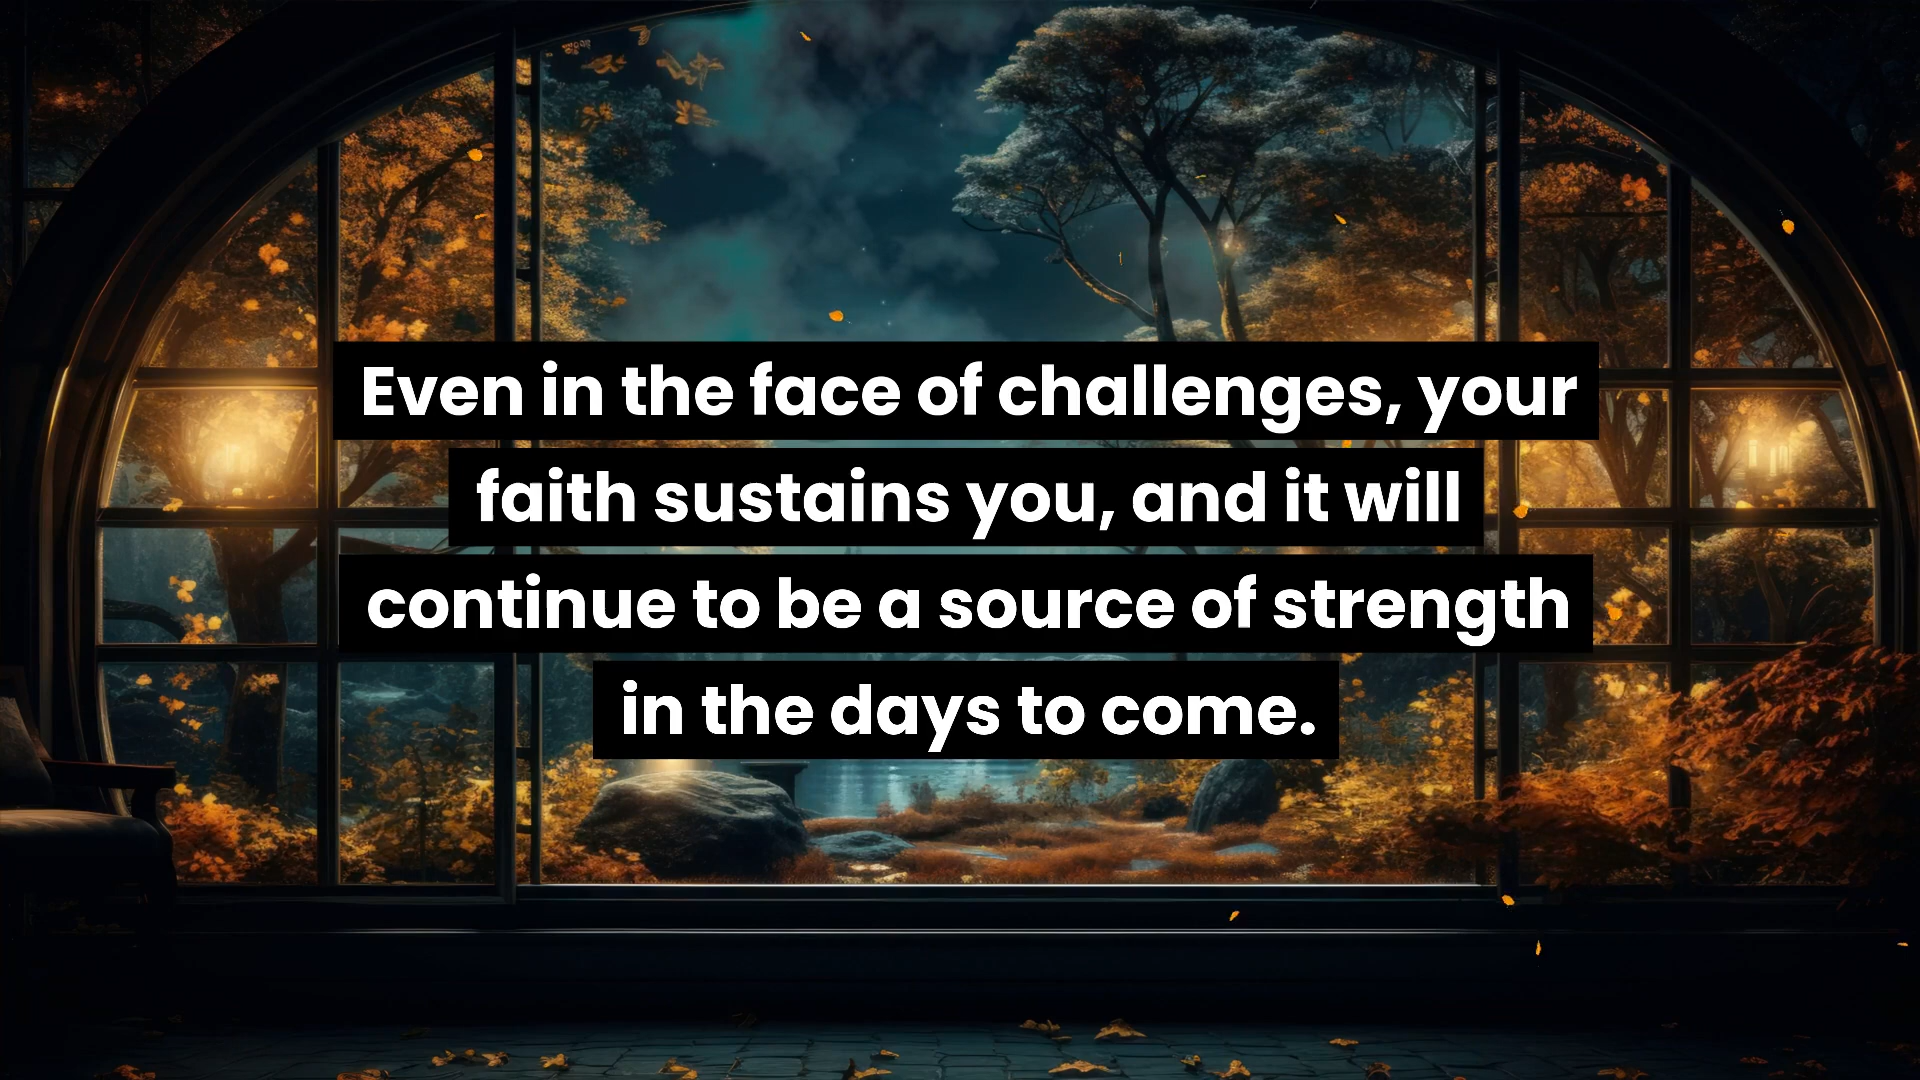 Even in the face of challenges, your
faith sustains you, and it will
continue to be a source of strength
in the days to come.